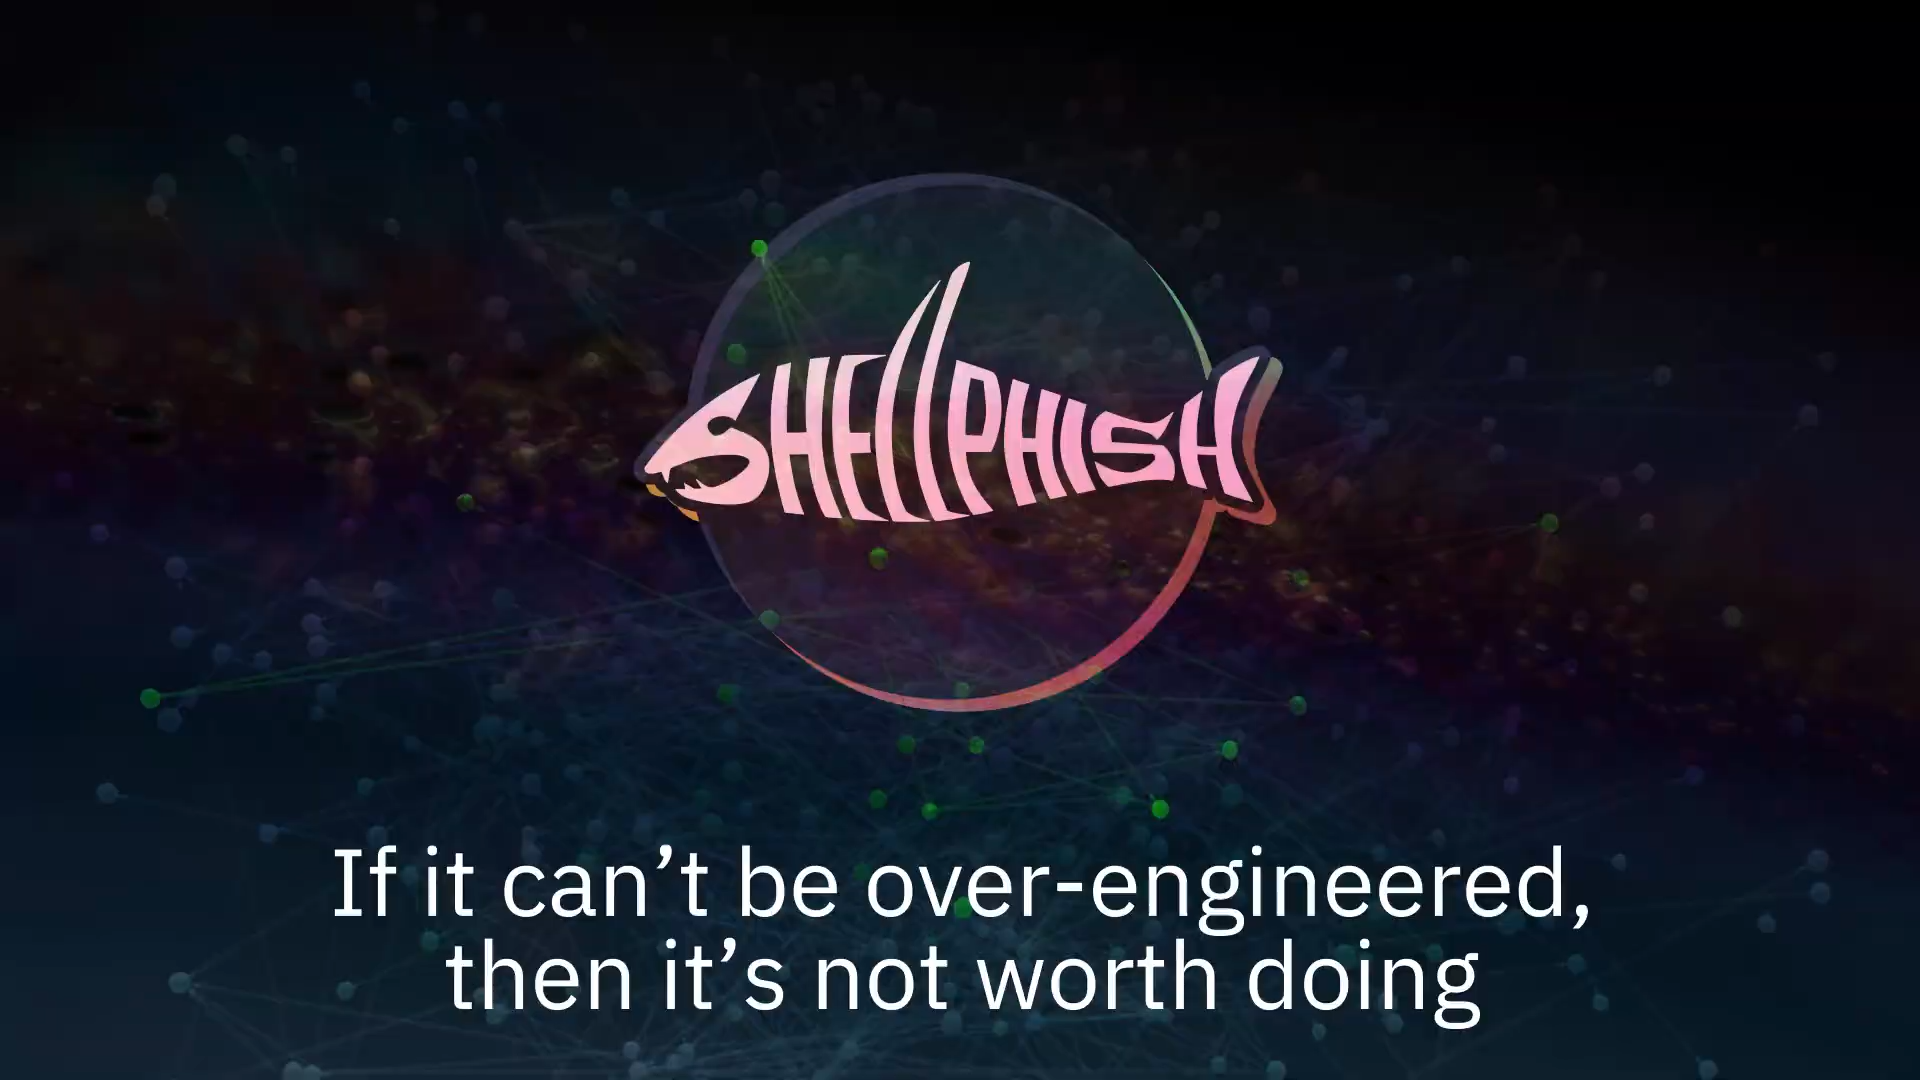 SHELLPHISH
If it can’t be over-engineered,
then it’s not worth doing